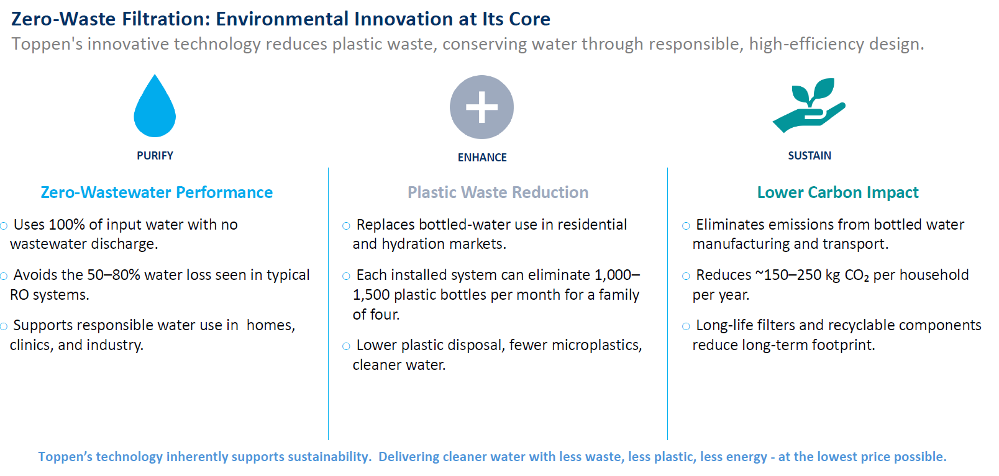 Zero-Waste Filtration: Environmental Innovation at Its Core
Toppen's innovative technology reduces plastic waste, conserving water through responsible, high-efficiency design.
PURIFY
Zero-Wastewater Performance
○ Uses 100% of input water with no
wastewater discharge.
○ Avoids the 50–80% water loss seen in typical
RO systems.
○ Supports responsible water use in  homes,
clinics, and industry.
ENHANCE
Plastic Waste Reduction
○ Replaces bottled-water use in residential
and hydration markets.
○ Each installed system can eliminate 1,000–
1,500 plastic bottles per month for a family
of four.
○ Lower plastic disposal, fewer microplastics,
cleaner water.
SUSTAIN
Lower Carbon Impact
○ Eliminates emissions from bottled water
manufacturing and transport.
○ Reduces ~150–250 kg CO₂ per household
per year.
○ Long-life filters and recyclable components
reduce long-term footprint.
Toppen’s technology inherently supports sustainability.  Delivering cleaner water with less waste, less plastic, less energy - at the lowest price possible.